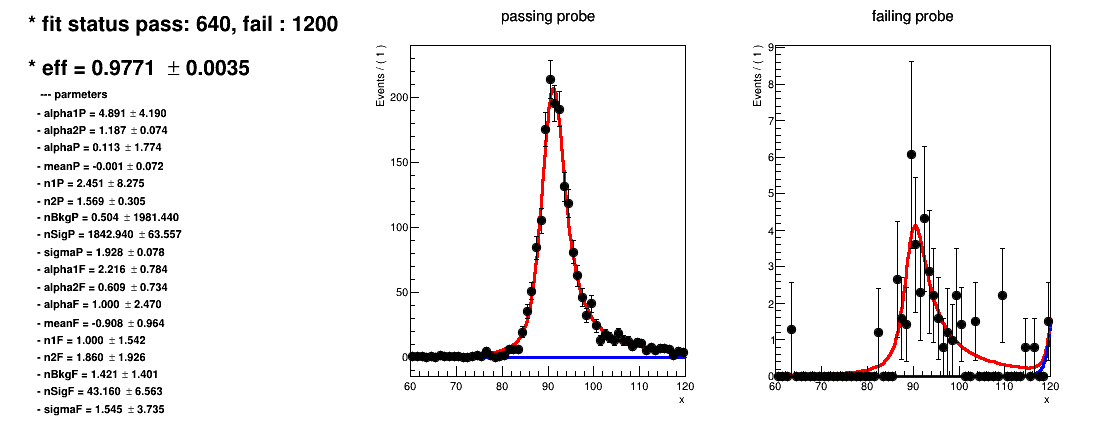 * fit status pass: 640, fail : 1200
* eff = 0.9771 ± 0.0035
--- parmeters
- alpha1P = 4.891 ± 4.190
- alpha2P = 1.187 ± 0.074
- alphaP = 0.113 ± 1.774
- meanP = -0.001 ± 0.072
- n1P = 2.451 ± 8.275
- n2P = 1.569 ± 0.305
- nBkgP = 0.504 ± 1981.440
- nSigP = 1842.940 ± 63.557
- sigmaP = 1.928 ± 0.078
- alpha1F = 2.216 ± 0.784
- alpha2F = 0.609 ± 0.734
- alphaF = 1.000 ± 2.470
- meanF = -0.908 ± 0.964
- n1F = 1.000 ± 1.542
- n2F = 1.860 ± 1.926
- nBkgF = 1.421 ± 1.401
- nSigF = 43.160 ± 6.563
- sigmaF = 1.545 ± 3.735
passing probe
Events / ( 1 )
200
150
100
50
0
60 70 80 90 100 110 120
x
failing probe
Events / ( 1 )
9
8
7
6
5
4
3
2
1
0
60 70 80 90 100 110 120
x